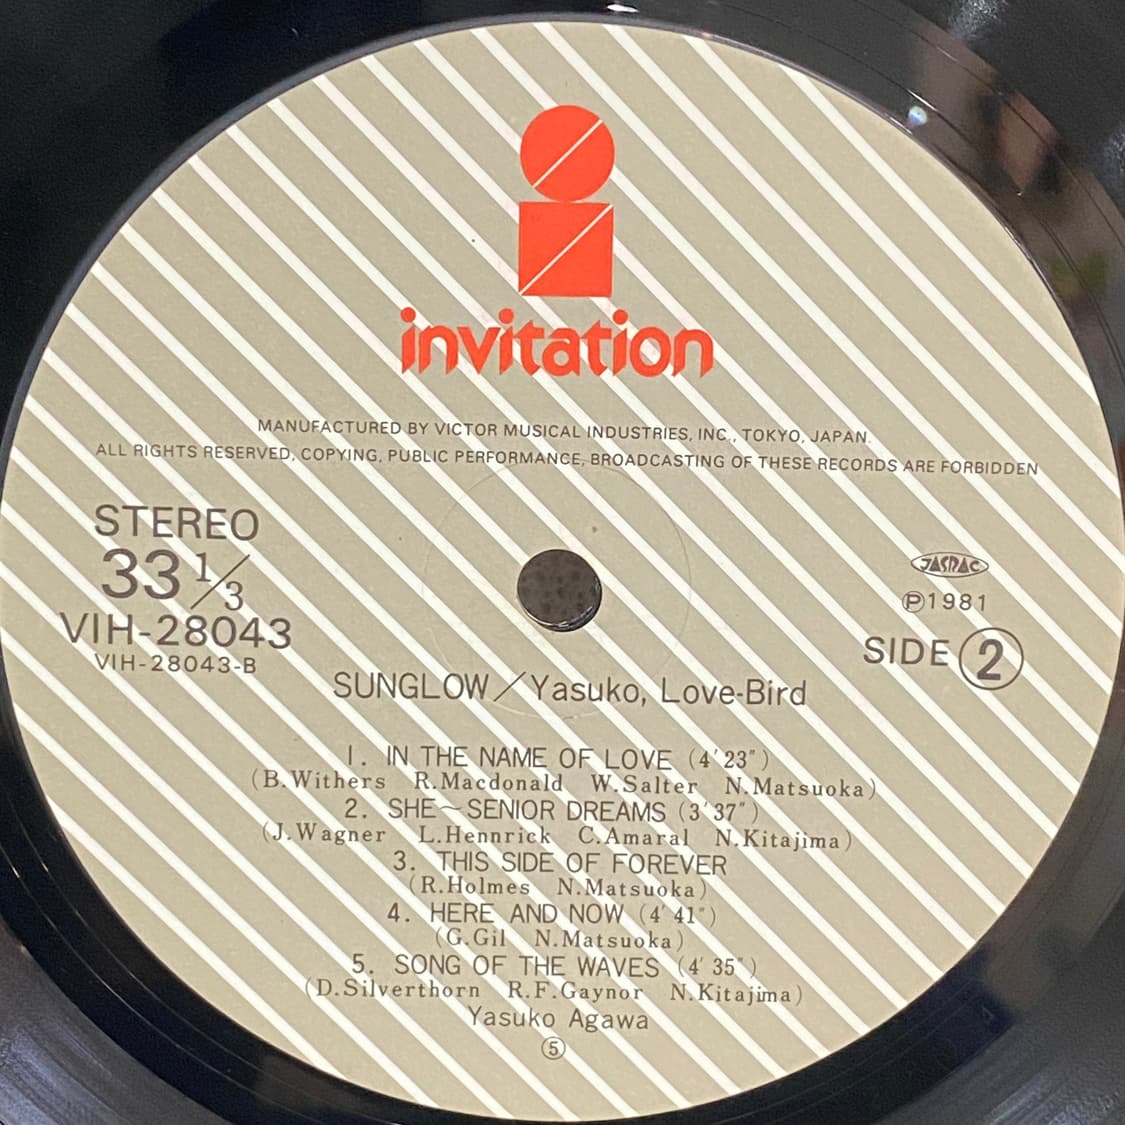 invitation
MANUFACTURED BY VICTOR MUSICAL INDUSTRIES, INC., TOKYO, JAPAN.
ALL RIGHTS RESERVED, COPYING, PUBLIC PERFORMANCE, BROADCASTING OF THESE RECORDS ARE FORBIDDEN
STEREO
33 1/3
VIH-28043
VIH-28043-B
JASRAC
Ⓟ1981
SIDE ②
SUNGLOW／Yasuko, Love-Bird
1. IN THE NAME OF LOVE (4'23")
(B.Withers R.Macdonald W.Salter N.Matsuoka)
2. SHE～SENIOR DREAMS (3'37")
(J.Wagner L.Hennrick C.Amaral N.Kitajima)
3. THIS SIDE OF FOREVER
(R.Holmes N.Matsuoka)
4. HERE AND NOW (4'41")
(G.Gil N.Matsuoka)
5. SONG OF THE WAVES (4'35")
(D.Silverthorn R.F.Gaynor N.Kitajima)
Yasuko Agawa
⑤